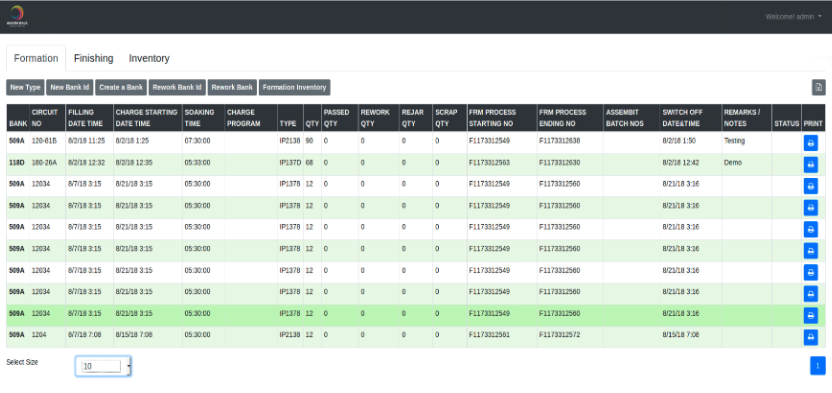 Welcome! admin
Formation Finishing Inventory
New Type New Bank Id Create a Bank Rework Bank Id Rework Bank Formation Inventory
BANK CIRCUIT NO FILLING DATE TIME CHARGE STARTING DATE TIME SOAKING TIME CHARGE PROGRAM TYPE QTY PASSED QTY REWORK QTY REJAR QTY SCRAP QTY FRM PROCESS STARTING NO FRM PROCESS ENDING NO ASSEMBIT BATCH NOS SWITCH OFF DATE&TIME REMARKS / NOTES STATUS PRINT
509A 120-81B 8/2/18 11:25 8/2/18 1:25 07:30:00 IP2138 90 0 0 0 0 F1173312549 F1173312638 8/2/18 1:50 Testing
118D 180-26A 8/2/18 12:32 8/2/18 12:35 05:33:00 IP137D 68 0 0 0 0 F1173312563 F1173312630 8/2/18 12:42 Demo
509A 12034 8/7/18 3:15 8/21/18 3:15 05:30:00 IP1378 12 0 0 0 0 F1173312549 F1173312560 8/21/18 3:16
509A 12034 8/7/18 3:15 8/21/18 3:15 05:30:00 IP1378 12 0 0 0 0 F1173312549 F1173312560 8/21/18 3:16
509A 12034 8/7/18 3:15 8/21/18 3:15 05:30:00 IP1378 12 0 0 0 0 F1173312549 F1173312560 8/21/18 3:16
509A 12034 8/7/18 3:15 8/21/18 3:15 05:30:00 IP1378 12 0 0 0 0 F1173312549 F1173312560 8/21/18 3:16
509A 12034 8/7/18 3:15 8/21/18 3:15 05:30:00 IP1378 12 0 0 0 0 F1173312549 F1173312560 8/21/18 3:16
509A 12034 8/7/18 3:15 8/21/18 3:15 05:30:00 IP1378 12 0 0 0 0 F1173312549 F1173312560 8/21/18 3:16
509A 12034 8/7/18 3:15 8/21/18 3:15 05:30:00 IP1378 12 0 0 0 0 F1173312549 F1173312560 8/21/18 3:16
509A 1204 8/7/18 7:08 8/15/18 7:08 05:30:00 IP2138 12 0 0 0 0 F1173312561 F1173312572 8/15/18 7:08
Select Size 10 1